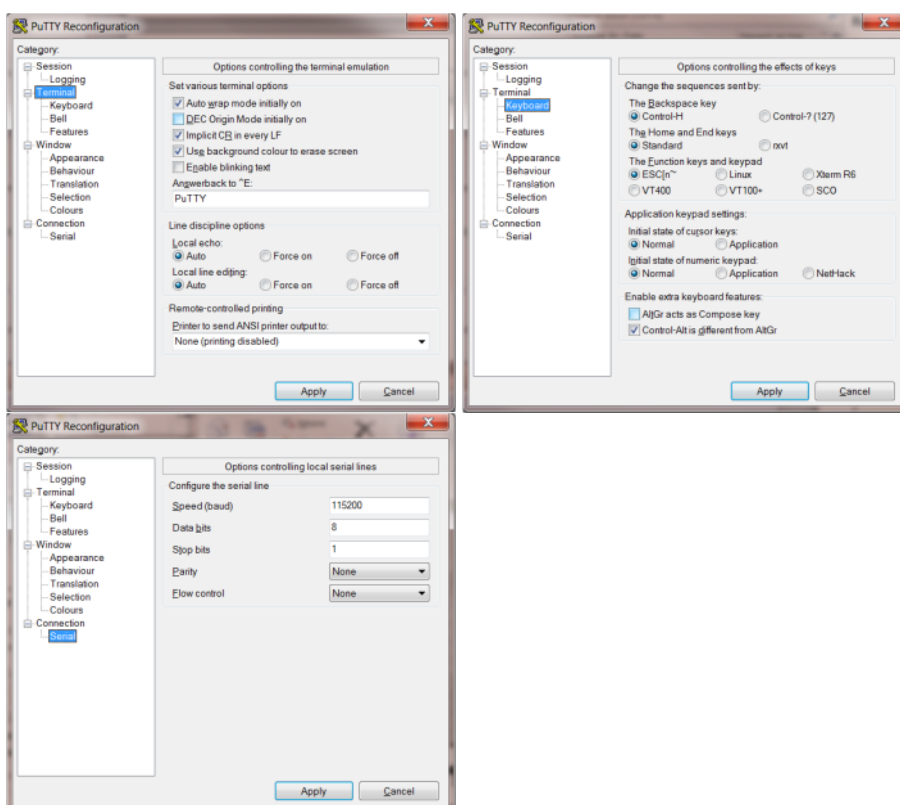 PuTTY Reconfiguration
Category:
Session
Logging
Terminal
Keyboard
Bell
Features
Window
Appearance
Behaviour
Translation
Selection
Colours
Connection
Serial
Options controlling the terminal emulation
Set various terminal options
Auto wrap mode initially on
DEC Origin Mode initially on
Implicit CR in every LF
Use background colour to erase screen
Enable blinking text
Answerback to ^E:
PuTTY
Line discipline options
Local echo:
Auto Force on Force off
Local line editing:
Auto Force on Force off
Remote-controlled printing
Printer to send ANSI printer output to:
None (printing disabled)
Apply Cancel
PuTTY Reconfiguration
Category:
Session
Logging
Terminal
Keyboard
Bell
Features
Window
Appearance
Behaviour
Translation
Selection
Colours
Connection
Serial
Options controlling the effects of keys
Change the sequences sent by:
The Backspace key
Control-H Control-? (127)
The Home and End keys
Standard rxvt
The Function keys and keypad
ESC[n~ Linux Xterm R6
VT400 VT100+ SCO
Application keypad settings:
Initial state of cursor keys:
Normal Application
Initial state of numeric keypad:
Normal Application NetHack
Enable extra keyboard features:
AltGr acts as Compose key
Control-Alt is different from AltGr
Apply Cancel
PuTTY Reconfiguration
Category:
Session
Logging
Terminal
Keyboard
Bell
Features
Window
Appearance
Behaviour
Translation
Selection
Colours
Connection
Serial
Options controlling local serial lines
Configure the serial line
Speed (baud) 115200
Data bits 8
Stop bits 1
Parity None
Flow control None
Apply Cancel